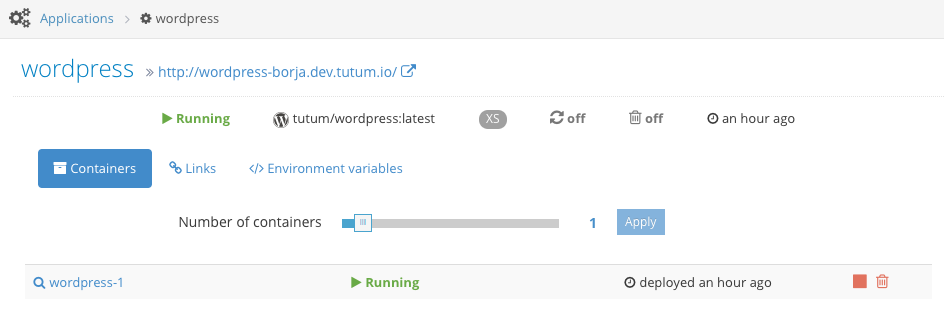 Applications > wordpress
wordpress » http://wordpress-borja.dev.tutum.io/
Running tutum/wordpress:latest XS off off an hour ago
Containers Links </> Environment variables
Number of containers 1 Apply
wordpress-1 Running deployed an hour ago